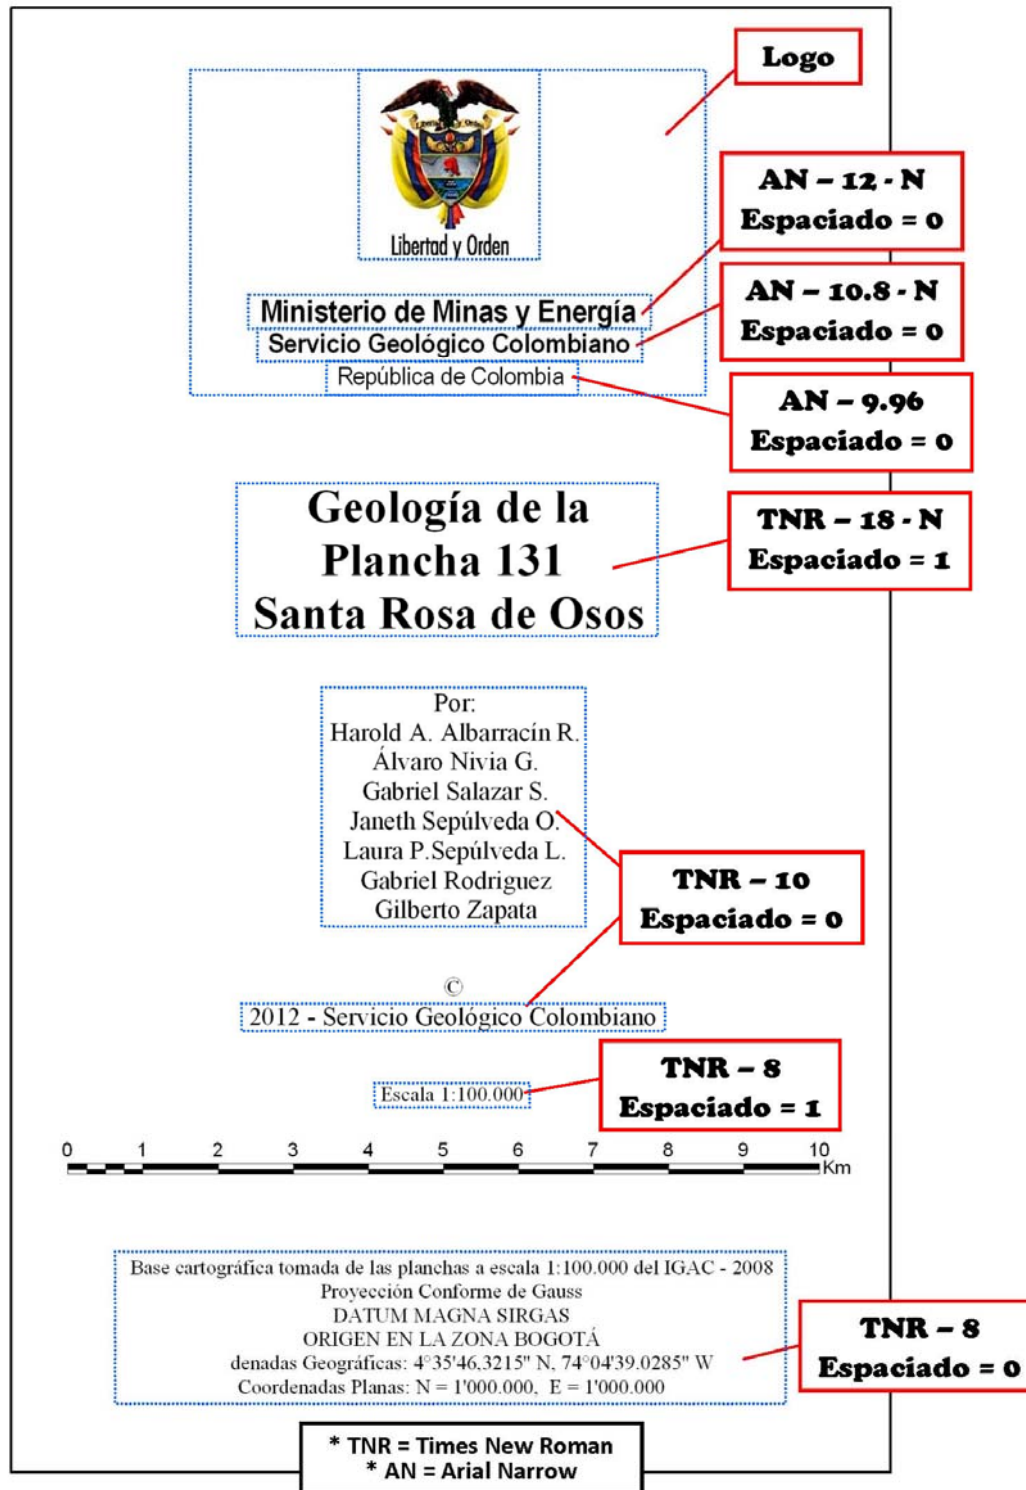 Logo
Libertad y Orden
Libertad y Orden
AN – 12 - N
Espaciado = 0
Ministerio de Minas y Energía
AN – 10.8 - N
Espaciado = 0
Servicio Geológico Colombiano
República de Colombia
AN – 9.96
Espaciado = 0
Geología de la
Plancha 131
Santa Rosa de Osos
TNR – 18 - N
Espaciado = 1
Por:
Harold A. Albarracín R.
Álvaro Nivia G.
Gabriel Salazar S.
Janeth Sepúlveda O.
Laura P.Sepúlveda L.
Gabriel Rodriguez
Gilberto Zapata
TNR – 10
Espaciado = 0
©
2012 - Servicio Geológico Colombiano
TNR – 8
Espaciado = 1
Escala 1:100.000
0 1 2 3 4 5 6 7 8 9 10
Km
Base cartográfica tomada de las planchas a escala 1:100.000 del IGAC - 2008
Proyección Conforme de Gauss
DATUM MAGNA SIRGAS
ORIGEN EN LA ZONA BOGOTÁ
denadas Geográficas: 4°35'46.3215" N, 74°04'39.0285" W
Coordenadas Planas: N = 1'000.000, E = 1'000.000
TNR – 8
Espaciado = 0
* TNR = Times New Roman
* AN = Arial Narrow